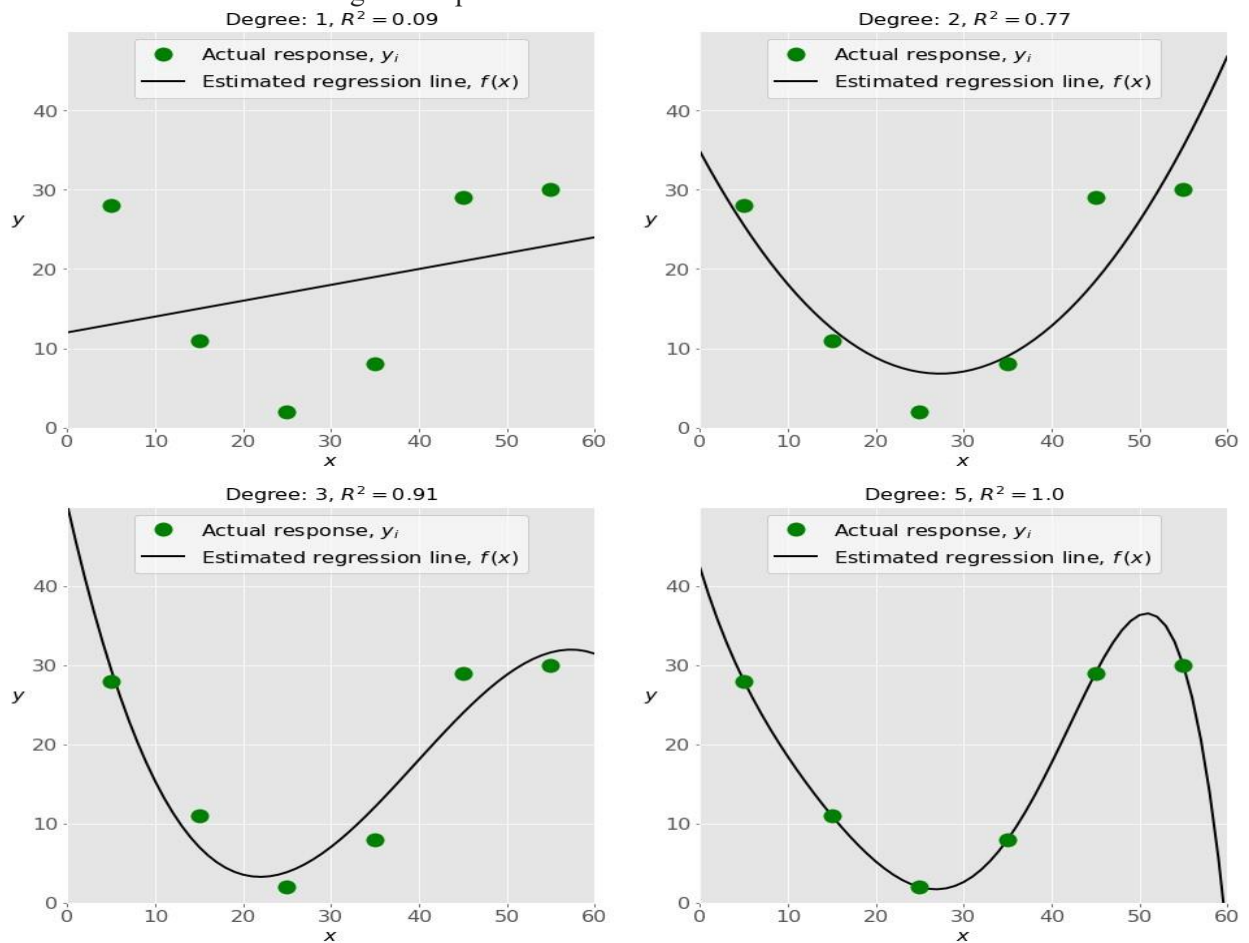 Degree: 1, R² = 0.09
Actual response, yᵢ
Estimated regression line, f(x)
40
30
y
20
10
0
0 10 20 30 40 50 60
x
Degree: 2, R² = 0.77
Actual response, yᵢ
Estimated regression line, f(x)
40
30
y
20
10
0
0 10 20 30 40 50 60
x
Degree: 3, R² = 0.91
Actual response, yᵢ
Estimated regression line, f(x)
40
30
y
20
10
0
0 10 20 30 40 50 60
x
Degree: 5, R² = 1.0
Actual response, yᵢ
Estimated regression line, f(x)
40
30
y
20
10
0
0 10 20 30 40 50 60
x